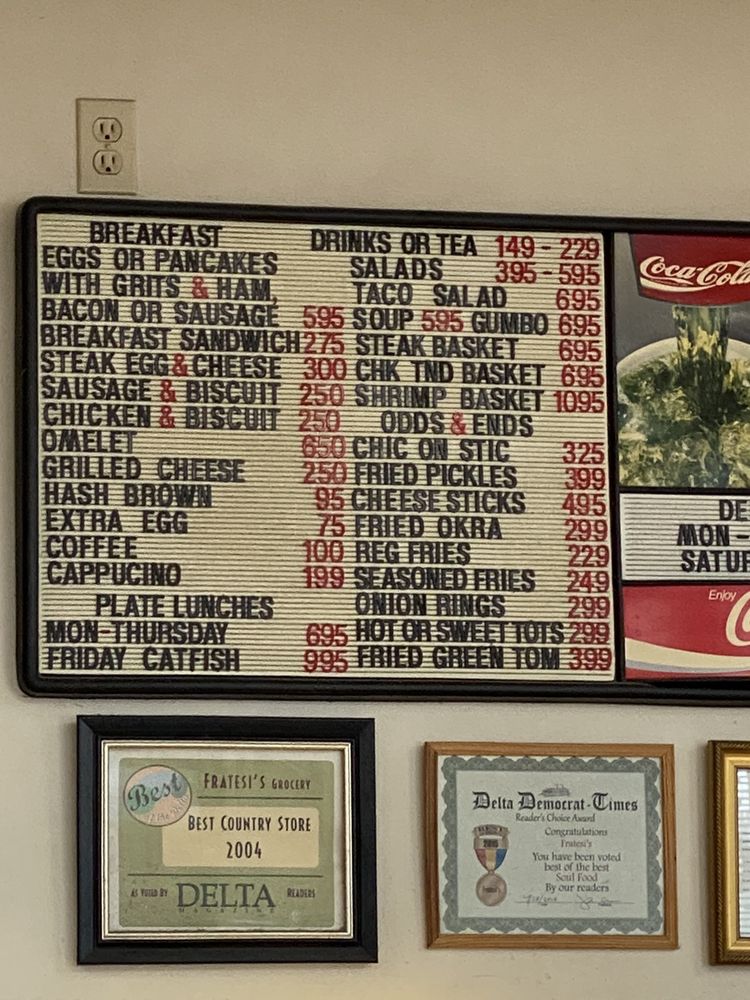 BREAKFAST
EGGS OR PANCAKES
WITH GRITS & HAM,
BACON OR SAUSAGE 595
BREAKFAST SANDWICH 275
STEAK EGG & CHEESE 300
SAUSAGE & BISCUIT 250
CHICKEN & BISCUIT 250
OMELET 650
GRILLED CHEESE 250
HASH BROWN 95
EXTRA EGG 75
COFFEE 100
CAPPUCINO 199
PLATE LUNCHES
MON-THURSDAY 695
FRIDAY CATFISH 995
DRINKS OR TEA 149 - 229
SALADS 395 - 595
TACO SALAD 695
SOUP 595 GUMBO 695
STEAK BASKET 695
CHK TND BASKET 695
SHRIMP BASKET 1095
ODDS & ENDS
CHIC ON STIC 325
FRIED PICKLES 399
CHEESE STICKS 495
FRIED OKRA 299
REG FRIES 229
SEASONED FRIES 249
ONION RINGS 299
HOT OR SWEET TOTS 299
FRIED GREEN TOM 399
Coca-Cola
DE
MON -
SATUR
Enjoy
Best
FRATESI'S GROCERY
BEST COUNTRY STORE
2004
AS VOTED BY DELTA READERS
MAGAZINE
Delta Democrat-Times
Reader's Choice Award
Congratulations
Fratesi's
You have been voted
best of the best
Soul Food
By our readers
BEST